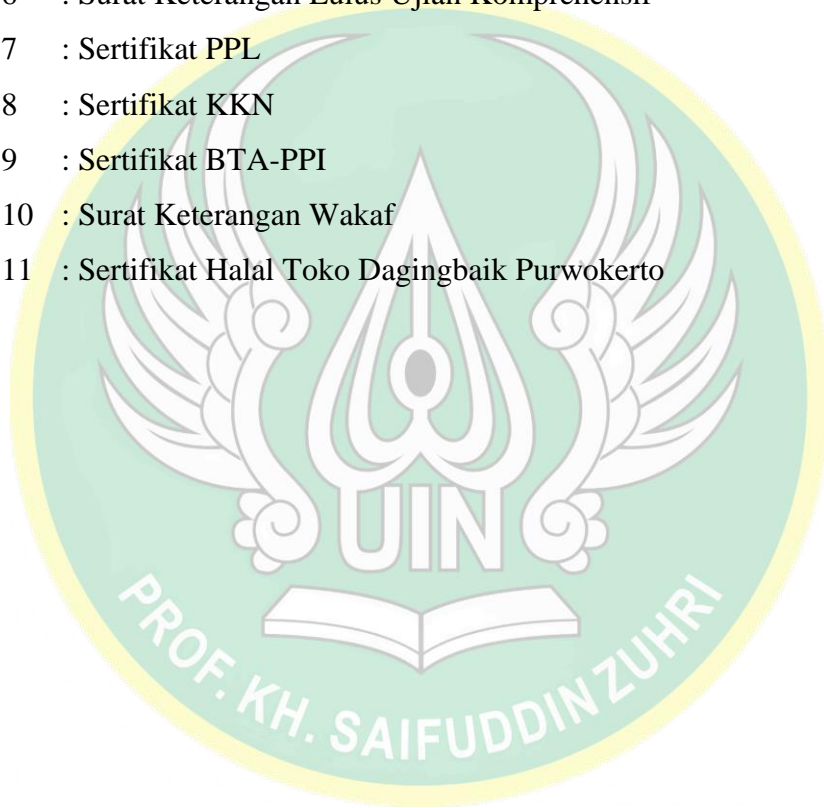 7 : Sertifikat PPL
8 : Sertifikat KKN
9 : Sertifikat BTA-PPI
10 : Surat Keterangan Wakaf
11 : Sertifikat Halal Toko Dagingbaik Purwokerto
UIN
PROF. KH. SAIFUDDIN ZUHRI